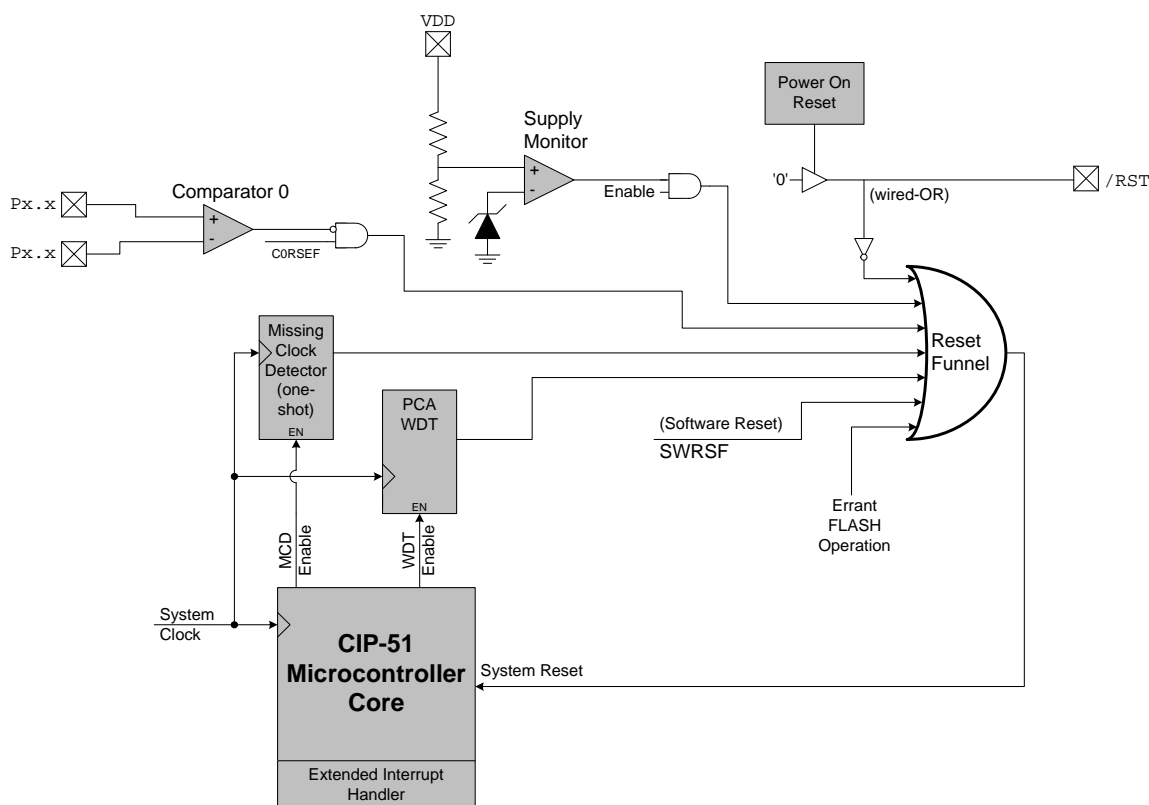 VDD
Power On
Reset
Supply
Monitor
+
-
Enable
'0'
/RST
(wired-OR)
Comparator 0
Px.x
Px.x
+
-
C0RSEF
Missing
Clock
Detector
(one-
shot)
EN
PCA
WDT
EN
Reset
Funnel
(Software Reset)
SWRSF
Errant
FLASH
Operation
MCD
Enable
WDT
Enable
System
Clock
CIP-51
Microcontroller
Core
System Reset
Extended Interrupt
Handler